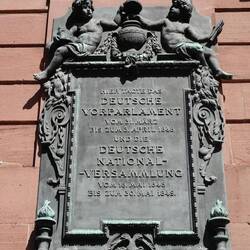 HIER TAGTE DAS
DEUTSCHE
VORPARLAMENT
VOM 31. MÄRZ
BIS ZUM 3. APRIL 1848
UND DIE
DEUTSCHE
NATIONAL-
-VERSAMMLUNG
VOM 18. MAI 1848
BIS ZUM 30. MAI 1849.